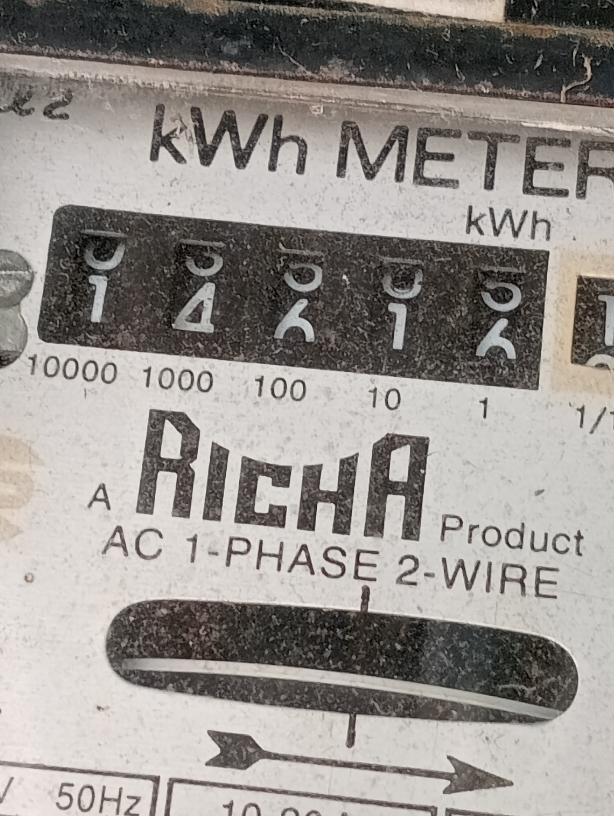 kWh METER
kWh
1 4 6 1 6
10000 1000 100 10 1
A RICHA Product
AC 1-PHASE 2-WIRE
50Hz